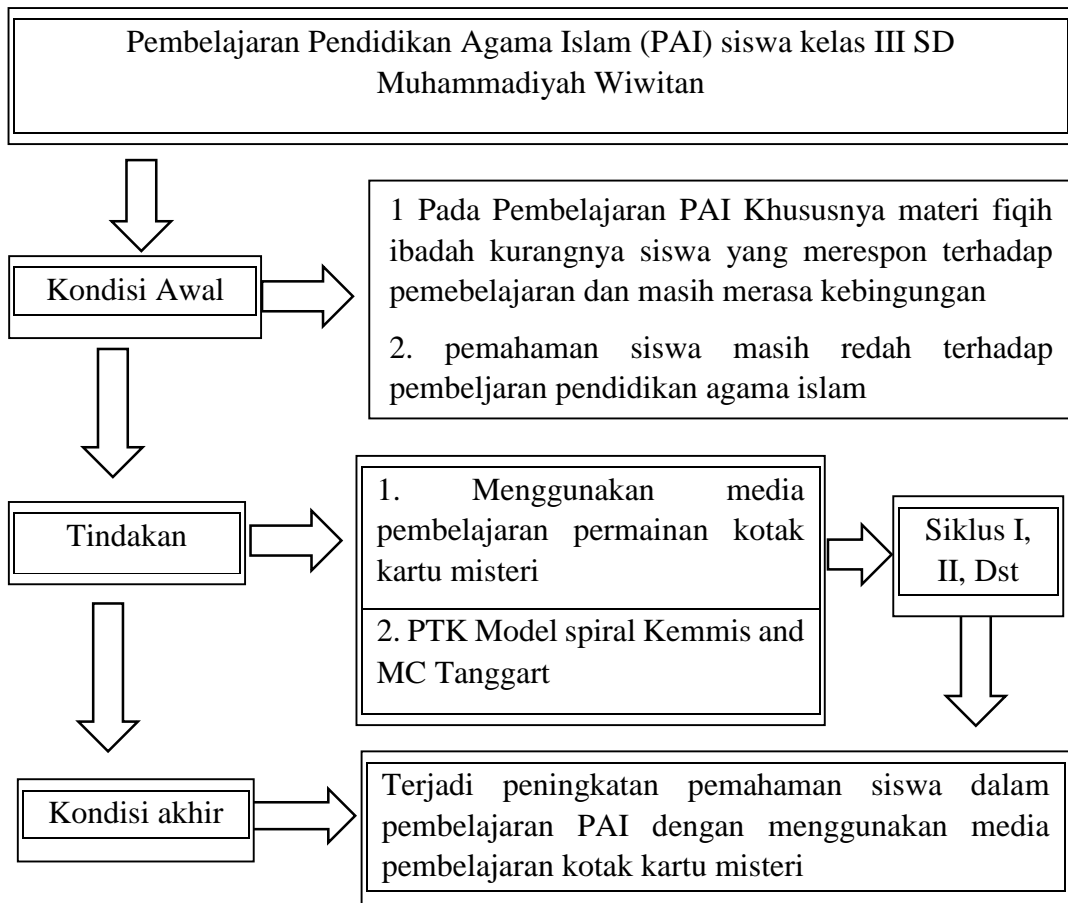 Pembelajaran Pendidikan Agama Islam (PAI) siswa kelas III SD
Muhammadiyah Wiwitan
Kondisi Awal
1 Pada Pembelajaran PAI Khususnya materi fiqih
ibadah kurangnya siswa yang merespon terhadap
pemebelajaran dan masih merasa kebingungan
2. pemahaman siswa masih redah terhadap
pembeljaran pendidikan agama islam
Tindakan
1. Menggunakan media
pembelajaran permainan kotak
kartu misteri
2. PTK Model spiral Kemmis and
MC Tanggart
Siklus I,
II, Dst
Kondisi akhir
Terjadi peningkatan pemahaman siswa dalam
pembelajaran PAI dengan menggunakan media
pembelajaran kotak kartu misteri